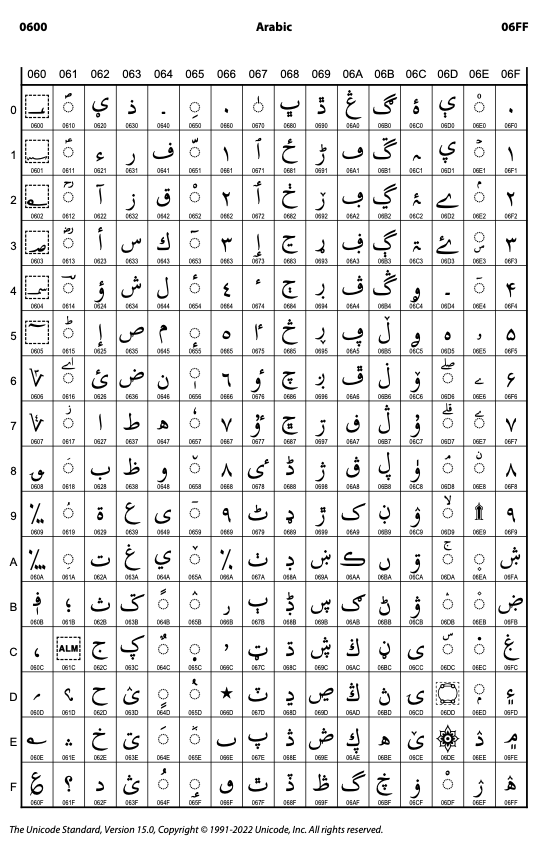 0600 Arabic 06FF
060 061 062 063 064 065 066 067 068 069 06A 06B 06C 06D 06E 06F
0 ؀ ◌ؐ ؠ ذ ـ ◌ِ ٠ ◌ٰ ڀ ڐ ڠ ڰ ۀ ې ◌۠ ۰
0600 0610 0620 0630 0640 0650 0660 0670 0680 0690 06A0 06B0 06C0 06D0 06E0 06F0
1 ؁ ◌ؑ ء ر ف ◌ّ ١ ٱ ځ ڑ ڡ ڱ ہ ۑ ◌ۡ ۱
0601 0611 0621 0631 0641 0651 0661 0671 0681 0691 06A1 06B1 06C1 06D1 06E1 06F1
2 ؂ ◌ؒ آ ز ق ◌ْ ٢ ٲ ڂ ڒ ڢ ڲ ۂ ے ◌ۢ ۲
0602 0612 0622 0632 0642 0652 0662 0672 0682 0692 06A2 06B2 06C2 06D2 06E2 06F2
3 ؃ ◌ؓ أ س ك ◌ٓ ٣ ٳ ڃ ړ ڣ ڳ ۃ ۓ ◌ۣ ۳
0603 0613 0623 0633 0643 0653 0663 0673 0683 0693 06A3 06B3 06C3 06D3 06E3 06F3
4 ؄ ◌ؔ ؤ ش ل ◌ٔ ٤ ٴ ڄ ڔ ڤ ڴ ۄ ۔ ◌ۤ ۴
0604 0614 0624 0634 0644 0654 0664 0674 0684 0694 06A4 06B4 06C4 06D4 06E4 06F4
5 ؅ ◌ؕ إ ص م ◌ٕ ٥ ٵ څ ڕ ڥ ڵ ۅ ە ۥ ۵
0605 0615 0625 0635 0645 0655 0665 0675 0685 0695 06A5 06B5 06C5 06D5 06E5 06F5
6 ؆ ◌ؖ ئ ض ن ◌ٖ ٦ ٶ چ ږ ڦ ڶ ۆ ◌ۖ ۦ ۶
0606 0616 0626 0636 0646 0656 0666 0676 0686 0696 06A6 06B6 06C6 06D6 06E6 06F6
7 ؇ ◌ؗ ا ط ه ◌ٗ ٧ ٷ ڇ ڗ ڧ ڷ ۇ ◌ۗ ◌ۧ ۷
0607 0617 0627 0637 0647 0657 0667 0677 0687 0697 06A7 06B7 06C7 06D7 06E7 06F7
8 ؈ ◌ؘ ب ظ و ◌٘ ٨ ٸ ڈ ژ ڨ ڸ ۈ ◌ۘ ◌ۨ ۸
0608 0618 0628 0638 0648 0658 0668 0678 0688 0698 06A8 06B8 06C8 06D8 06E8 06F8
9 ؉ ◌ؙ ة ع ى ◌ٙ ٩ ٹ ډ ڙ ک ڹ ۉ ◌ۙ ۩ ۹
0609 0619 0629 0639 0649 0659 0669 0679 0689 0699 06A9 06B9 06C9 06D9 06E9 06F9
A ؊ ◌ؚ ت غ ي ◌ٚ ٪ ٺ ڊ ښ ڪ ں ۊ ◌ۚ ◌۪ ۺ
060A 061A 062A 063A 064A 065A 066A 067A 068A 069A 06AA 06BA 06CA 06DA 06EA 06FA
B ؋ ؛ ث ػ ◌ً ◌ٛ ٫ ٻ ڋ ڛ ګ ڻ ۋ ◌ۛ ◌۫ ۻ
060B 061B 062B 063B 064B 065B 066B 067B 068B 069B 06AB 06BB 06CB 06DB 06EB 06FB
C ، ALM ج ؼ ◌ٌ ◌ٜ ٬ ټ ڌ ڜ ڬ ڼ ی ◌ۜ ◌۬ ۼ
060C 061C 062C 063C 064C 065C 066C 067C 068C 069C 06AC 06BC 06CC 06DC 06EC 06FC
D ؍ ؝ ح ؽ ◌ٍ ◌ٝ ٭ ٽ ڍ ڝ ڭ ڽ ۍ ۝ ◌ۭ ۽
060D 061D 062D 063D 064D 065D 066D 067D 068D 069D 06AD 06BD 06CD 06DD 06ED 06FD
E ؎ ؞ خ ؾ ◌َ ◌ٞ ٮ پ ڎ ڞ ڮ ھ ێ ۞ ۮ ۾
060E 061E 062E 063E 064E 065E 066E 067E 068E 069E 06AE 06BE 06CE 06DE 06EE 06FE
F ؏ ؟ د ؿ ◌ُ ◌ٟ ٯ ٿ ڏ ڟ گ ڿ ۏ ◌۟ ۯ ۿ
060F 061F 062F 063F 064F 065F 066F 067F 068F 069F 06AF 06BF 06CF 06DF 06EF 06FF
The Unicode Standard, Version 15.0, Copyright © 1991-2022 Unicode, Inc. All rights reserved.